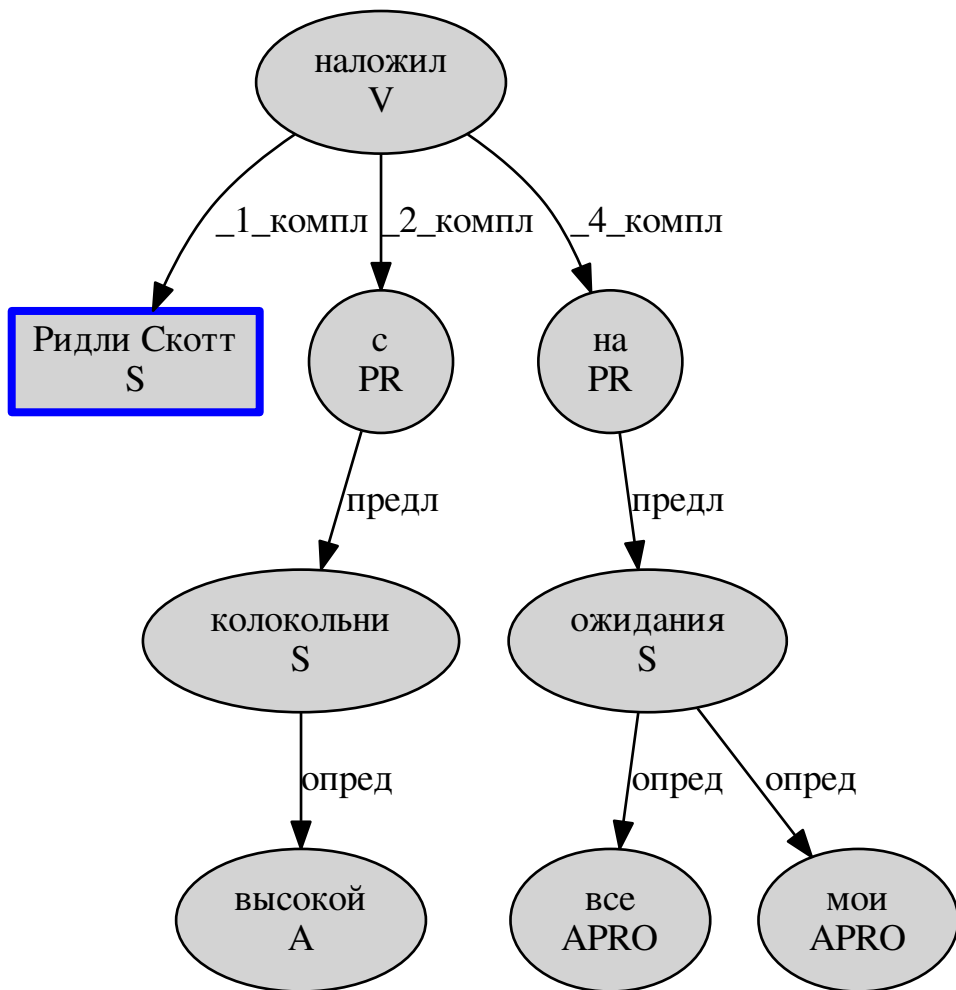 наложил
V
_1_компл
_2_компл
_4_компл
Ридли Скотт
S
с
PR
на
PR
предл
предл
колокольни
S
ожидания
S
опред
опред
опред
высокой
A
все
APRO
мои
APRO